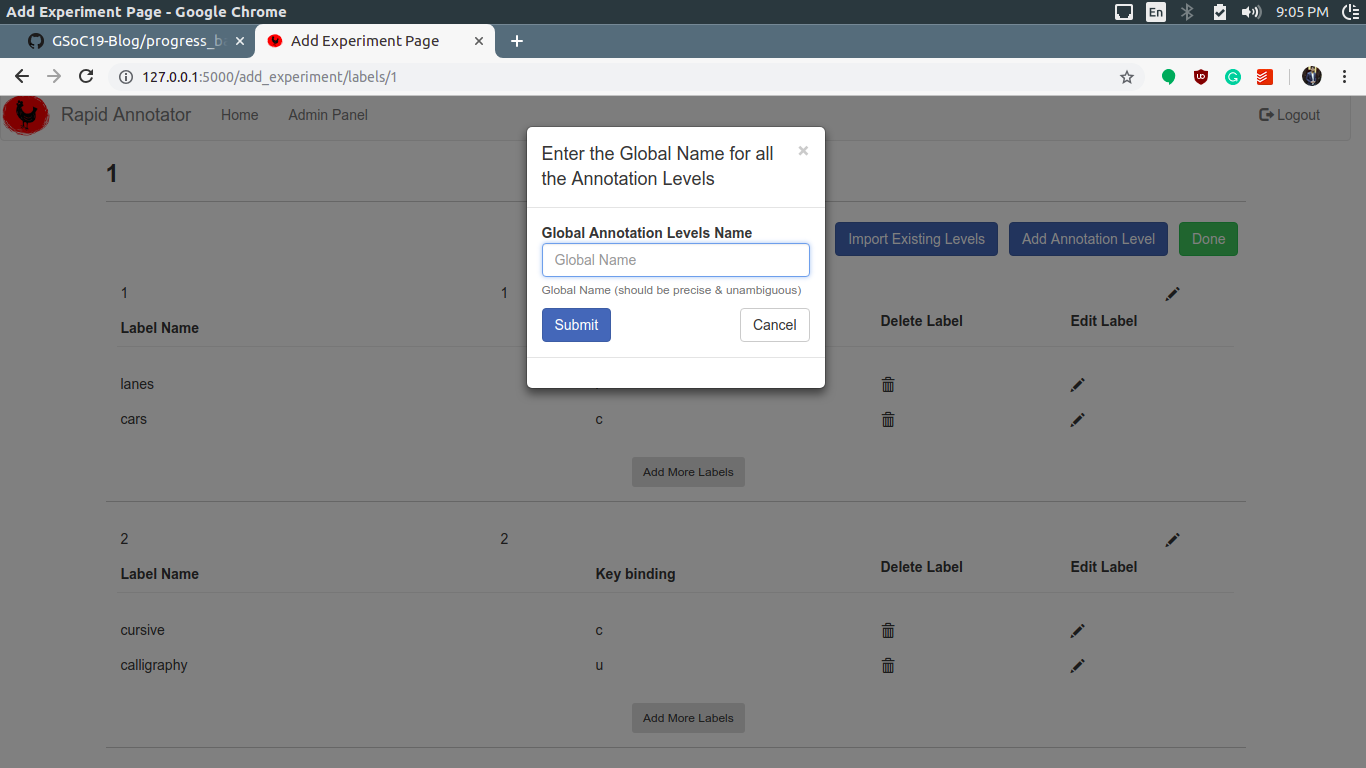 Add Experiment Page - Google Chrome
En
9:05 PM
GSoC19-Blog/progress_b
Add Experiment Page
127.0.0.1:5000/add_experiment/labels/1
Rapid Annotator
Home
Admin Panel
Logout
1
Enter the Global Name for all
the Annotation Levels
Global Annotation Levels Name
Global Name
Global Name (should be precise & unambiguous)
Submit
Cancel
Import Existing Levels
Add Annotation Level
Done
1
1
Label Name
Delete Label
Edit Label
lanes
cars
c
Add More Labels
2
2
Label Name
Key binding
Delete Label
Edit Label
cursive
c
calligraphy
u
Add More Labels